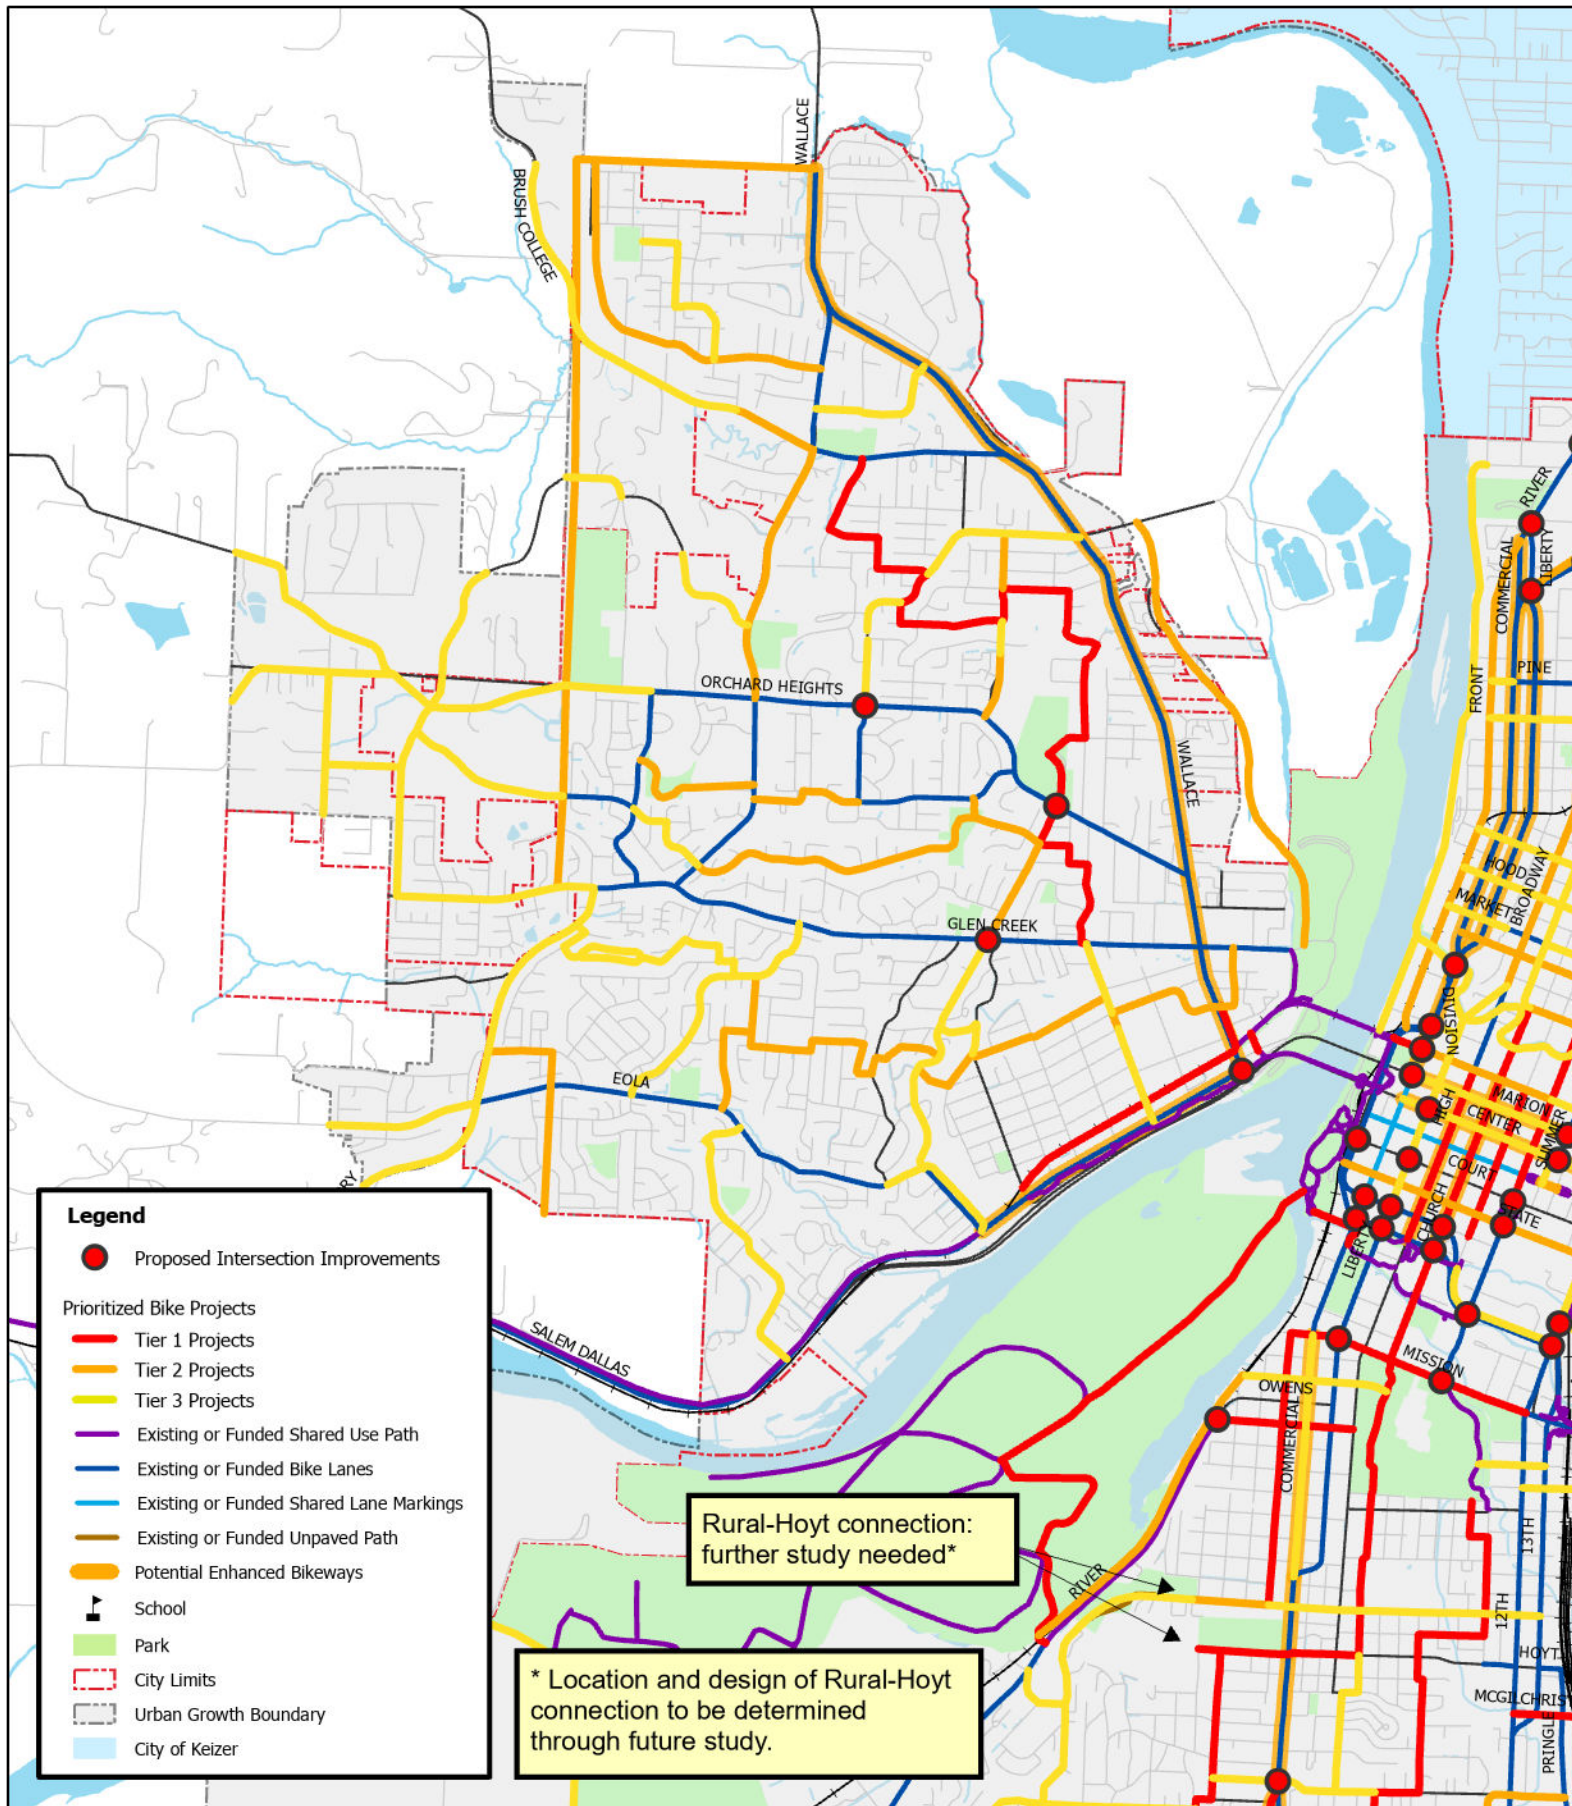 WALLACE
BRUSH COLLEGE
RIVER
LIBERTY
COMMERCIAL
PINE
FRONT
ORCHARD HEIGHTS
WALLACE
HOOD
BROADWAY
MARKET
GLEN CREEK
DIVISION
EOLA
MARION
HIGH
CENTER
SUMMER
COURT
CHURCH
STATE
LIBERTY
RY
SALEM DALLAS
MISSION
OWENS
COMMERCIAL
13TH
12TH
RIVER
HOYT
MCGILCHRIS
PRINGLE
Legend
Proposed Intersection Improvements
Prioritized Bike Projects
Tier 1 Projects
Tier 2 Projects
Tier 3 Projects
Existing or Funded Shared Use Path
Existing or Funded Bike Lanes
Existing or Funded Shared Lane Markings
Existing or Funded Unpaved Path
Potential Enhanced Bikeways
School
Park
City Limits
Urban Growth Boundary
City of Keizer
Rural-Hoyt connection:
further study needed*
* Location and design of Rural-Hoyt
connection to be determined
through future study.